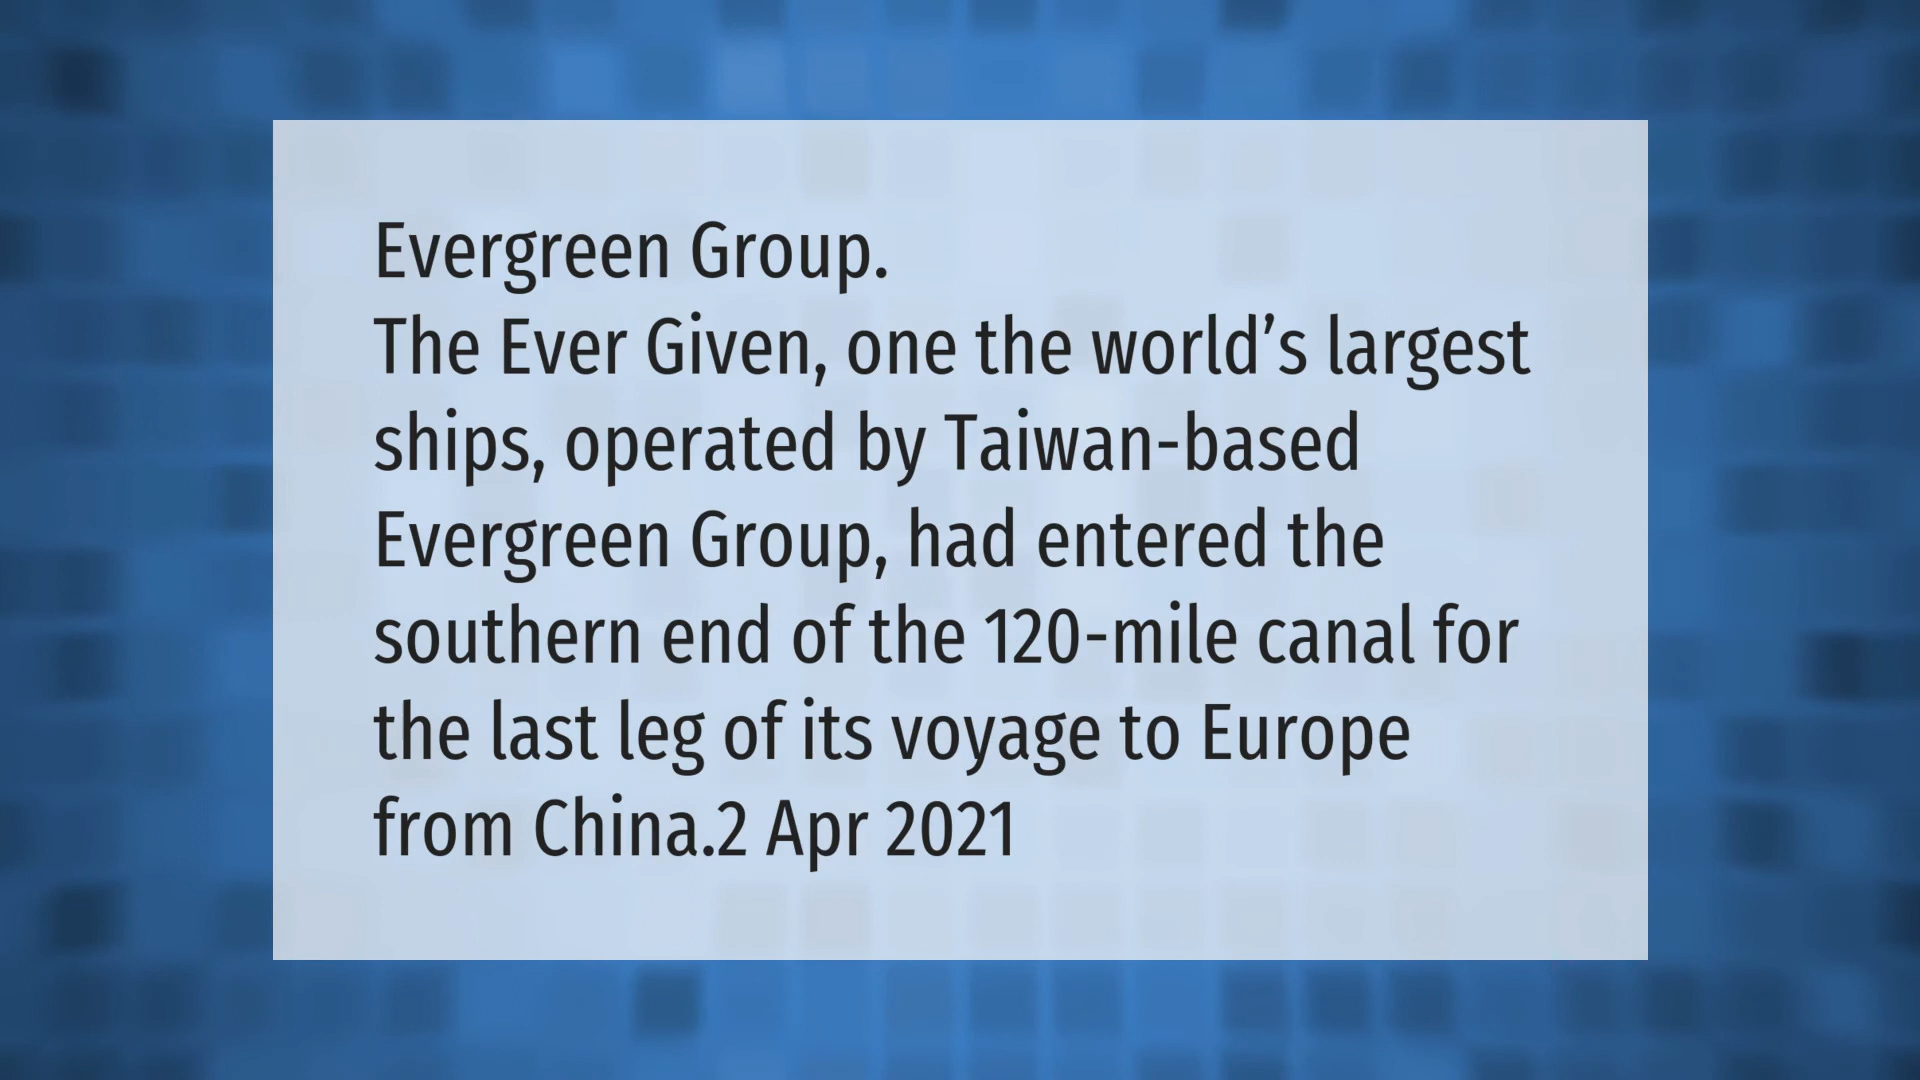 Evergreen Group.
The Ever Given, one the world’s largest
ships, operated by Taiwan-based
Evergreen Group, had entered the
southern end of the 120-mile canal for
the last leg of its voyage to Europe
from China.2 Apr 2021